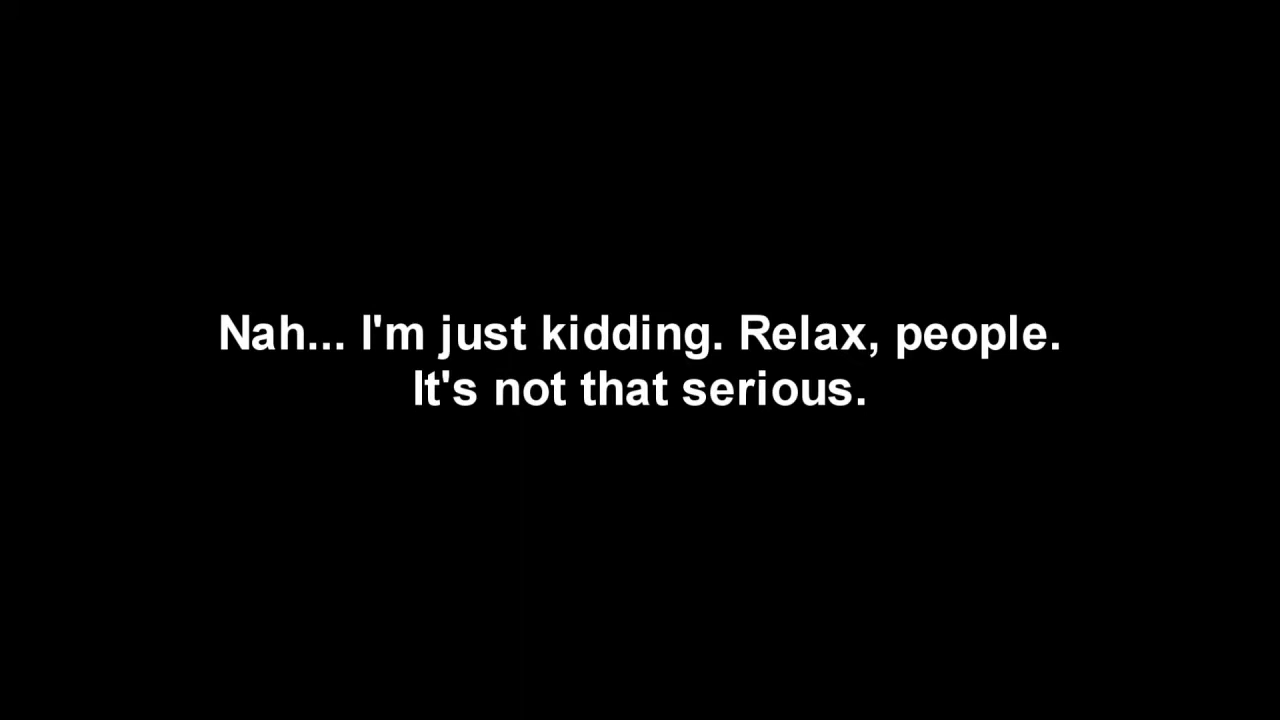 Nah... I'm just kidding. Relax, people.
It's not that serious.